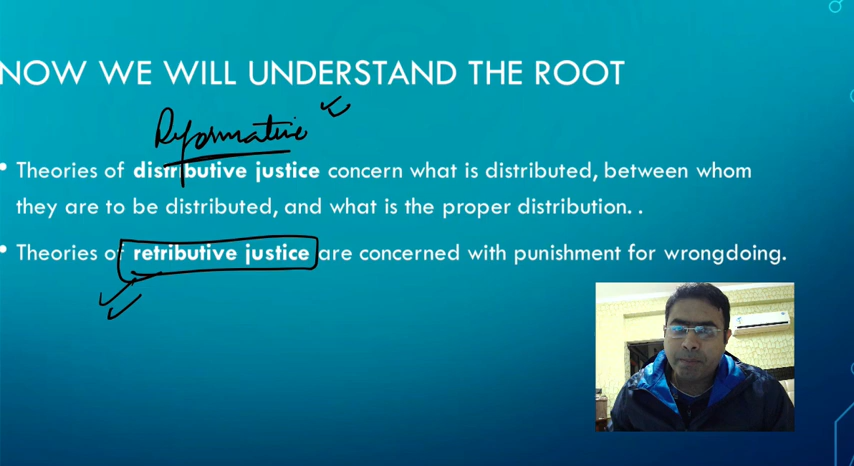 NOW WE WILL UNDERSTAND THE ROOT
Reformative
• Theories of distributive justice concern what is distributed, between whom
they are to be distributed, and what is the proper distribution. .
• Theories of retributive justice are concerned with punishment for wrongdoing.